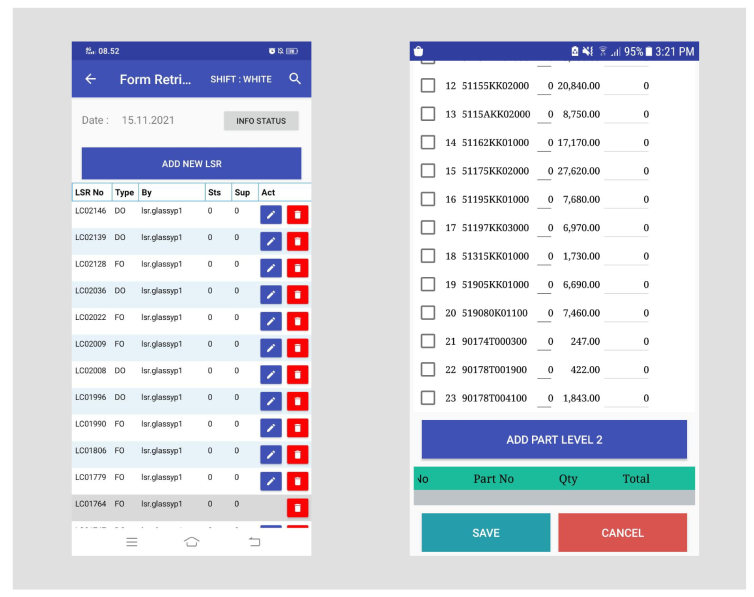 08.52
Form Retri... SHIFT : WHITE
Date : 15.11.2021 INFO STATUS
ADD NEW LSR
LSR No Type By Sts Sup Act
LC02146 DO lsr.glassyp1 0 0
LC02139 DO lsr.glassyp1 0 0
LC02128 FO lsr.glassyp1 0 0
LC02036 DO lsr.glassyp1 0 0
LC02022 FO lsr.glassyp1 0 0
LC02009 FO lsr.glassyp1 0 0
LC02008 DO lsr.glassyp1 0 0
LC01996 DO lsr.glassyp1 0 0
LC01990 FO lsr.glassyp1 0 0
LC01806 FO lsr.glassyp1 0 0
LC01779 FO lsr.glassyp1 0 0
LC01764 FO lsr.glassyp1 0 0
95% 3:21 PM
12 51155KK02000 0 20,840.00 0
13 5115AKK02000 0 8,750.00 0
14 51162KK01000 0 17,170.00 0
15 51175KK02000 0 27,620.00 0
16 51195KK01000 0 7,680.00 0
17 51197KK03000 0 6,970.00 0
18 51315KK01000 0 1,730.00 0
19 51905KK01000 0 6,690.00 0
20 519080K01100 0 7,460.00 0
21 90174T000300 0 247.00 0
22 90178T001900 0 422.00 0
23 90178T004100 0 1,843.00 0
ADD PART LEVEL 2
No Part No Qty Total
SAVE CANCEL